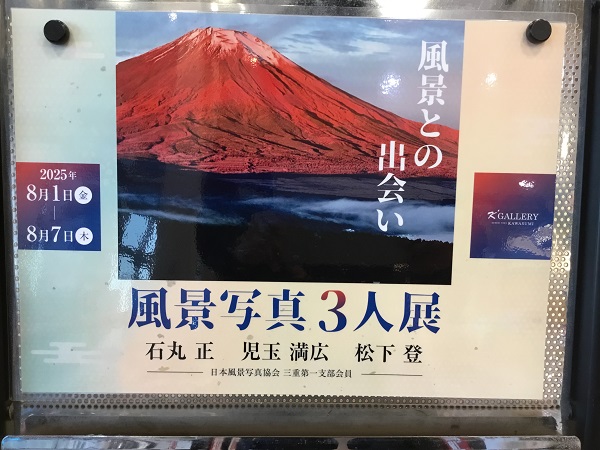 風景との
出会い
2025年
8月1日金
8月7日木
K'GALLERY
KAWASUMI
風景写真3人展
石丸 正 児玉 満広 松下 登
日本風景写真協会 三重第一支部会員